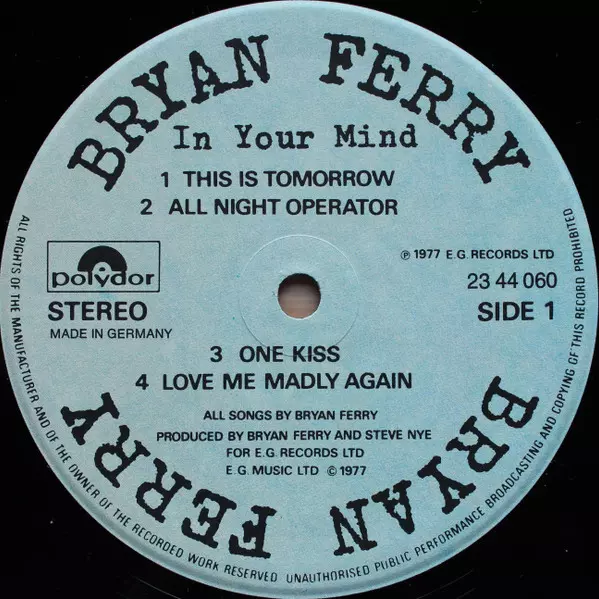 BRYAN FERRY
In Your Mind
1 THIS IS TOMORROW
2 ALL NIGHT OPERATOR
polydor
STEREO
MADE IN GERMANY
℗ 1977 E.G. RECORDS LTD
23 44 060
SIDE 1
3 ONE KISS
4 LOVE ME MADLY AGAIN
ALL SONGS BY BRYAN FERRY
PRODUCED BY BRYAN FERRY AND STEVE NYE
FOR E.G. RECORDS LTD
E.G. MUSIC LTD © 1977
BRYAN FERRY
ALL RIGHTS OF THE MANUFACTURER AND OF THE OWNER OF THE RECORDED WORK RESERVED UNAUTHORISED PUBLIC PERFORMANCE BROADCASTING AND COPYING OF THIS RECORD PROHIBITED